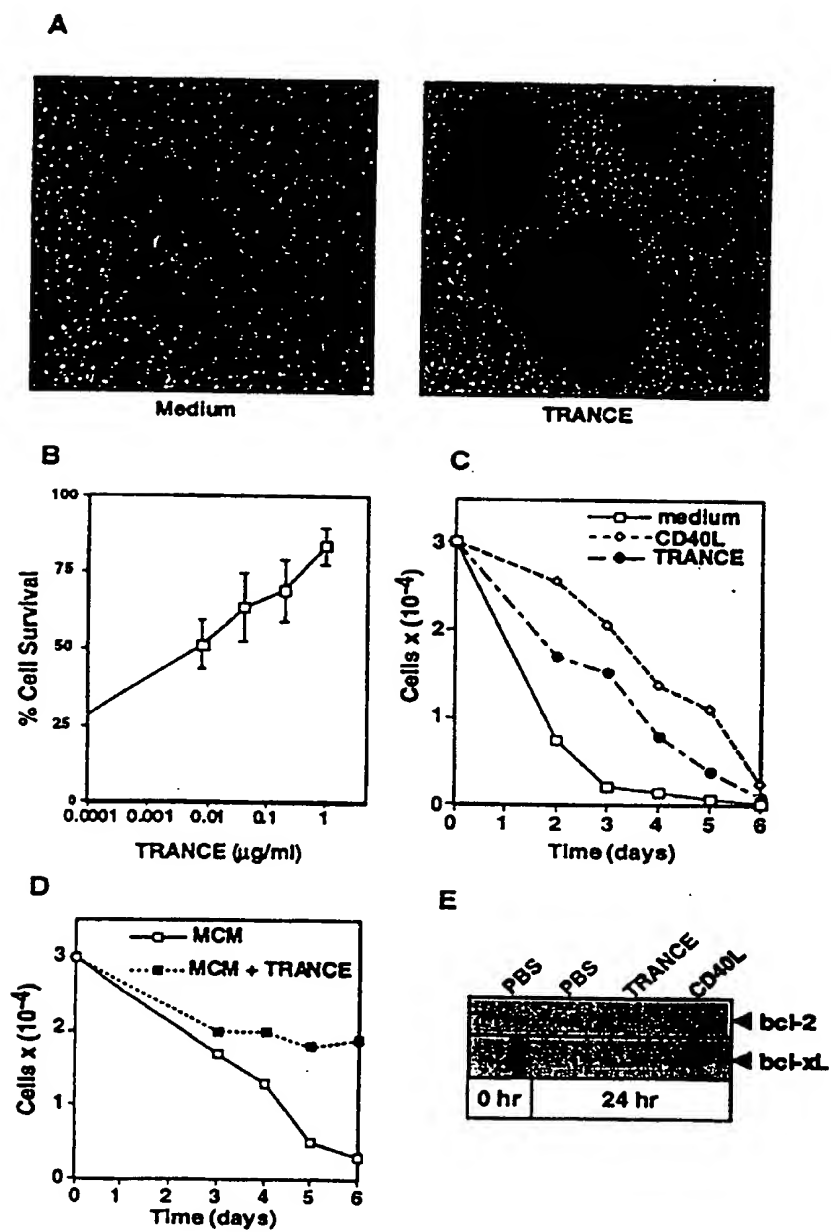 A
Medium
TRANCE
B
100
75
50
25
0
% Cell Survival
0.0001 0.001 0.01 0.1 1
TRANCE (μg/ml)
C
medium
CD40L
TRANCE
3
2
1
0
Cells x (10⁻⁴)
0 1 2 3 4 5 6
Time (days)
D
MCM
MCM + TRANCE
3
2
1
0
Cells x (10⁻⁴)
0 1 2 3 4 5 6
Time (days)
E
PBS PBS TRANCE CD40L
bcl-2
bcl-xL
0 hr 24 hr